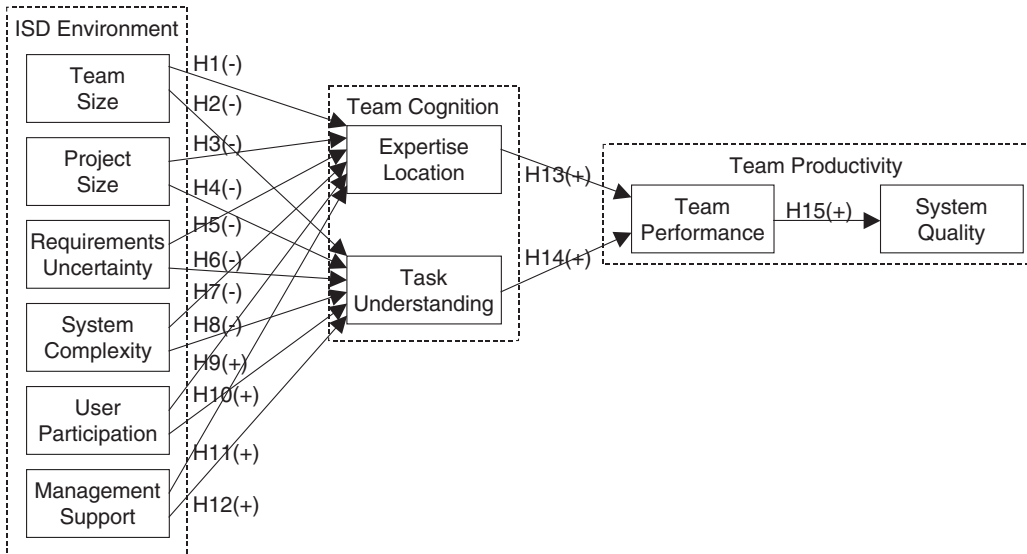 ISD Environment
Team
Size
Project
Size
Requirements
Uncertainty
System
Complexity
User
Participation
Management
Support
H1(-)
H2(-)
H3(-)
H4(-)
H5(-)
H6(-)
H7(-)
H8(-)
H9(+)
H10(+)
H11(+)
H12(+)
Team Cognition
Expertise
Location
Task
Understanding
H13(+)
H14(+)
Team Productivity
Team
Performance
H15(+)
System
Quality